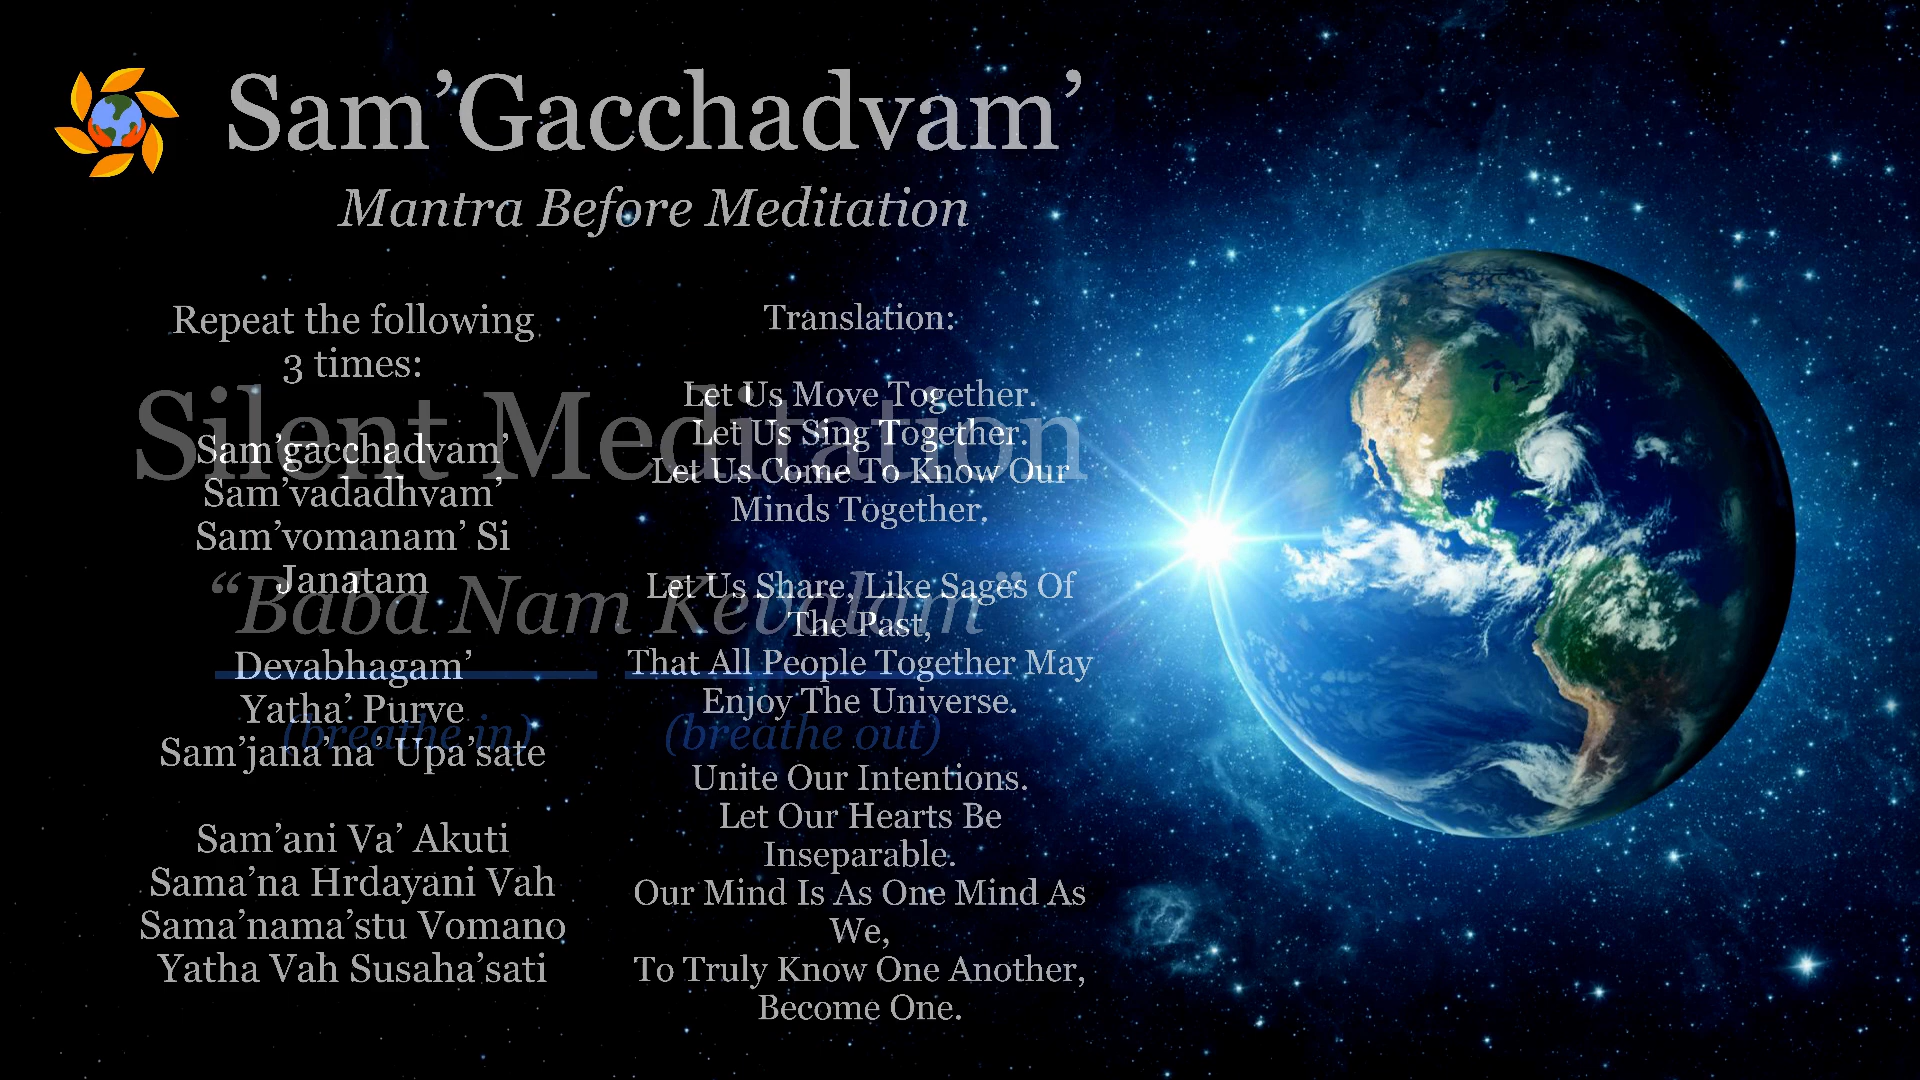 Sam’Gacchadvam’
Mantra Before Meditation
Repeat the following
3 times:
Sam’gacchadvam’
Sam’vadadhvam’
Sam’vomanam’ Si
Janatam
Devabhagam’
Yatha’ Purve
Sam’jana’na’ Upa’sate
Sam’ani Va’ Akuti
Sama’na Hrdayani Vah
Sama’nama’stu Vomano
Yatha Vah Susaha’sati
Translation:
Let Us Move Together.
Let Us Sing Together.
Let Us Come To Know Our
Minds Together.
Let Us Share, Like Sages Of
The Past,
That All People Together May
Enjoy The Universe.
Unite Our Intentions.
Let Our Hearts Be
Inseparable.
Our Mind Is As One Mind As
We,
To Truly Know One Another,
Become One.
Silent Meditation
“Baba Nam Kevalam”
(breathe in)
(breathe out)